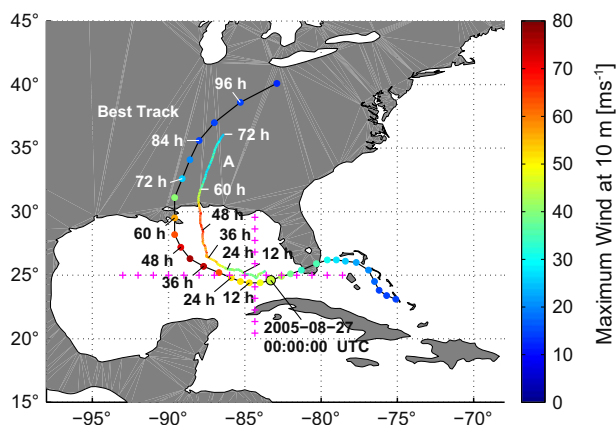 45°
40°
35°
30°
25°
20°
15°
−95°
−90°
−85°
−80°
−75°
−70°
Best Track
96 h
84 h
72 h
60 h
48 h
36 h
24 h
12 h
72 h
A
60 h
48 h
36 h
24 h
12 h
2005−08−27
00:00:00 UTC
80
70
60
50
40
30
20
10
0
Maximum Wind at 10 m [ms⁻¹]